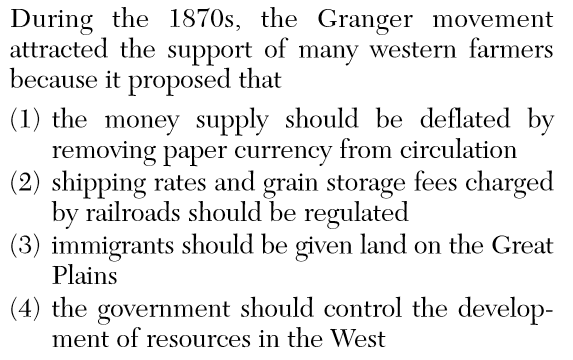 During the 1870s, the Granger movement
attracted the support of many western farmers
because it proposed that
(1) the money supply should be deflated by
removing paper currency from circulation
(2) shipping rates and grain storage fees charged
by railroads should be regulated
(3) immigrants should be given land on the Great
Plains
(4) the government should control the develop-
ment of resources in the West